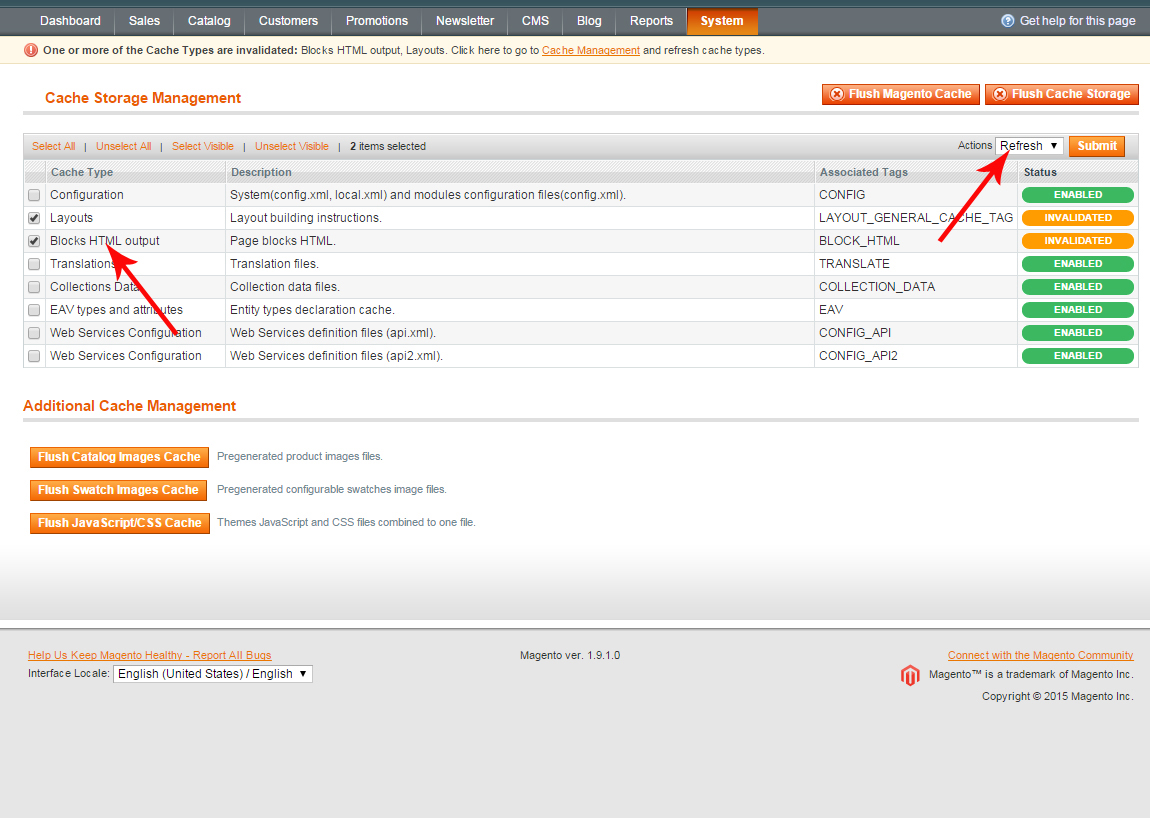 Dashboard Sales Catalog Customers Promotions Newsletter CMS Blog Reports System Get help for this page
One or more of the Cache Types are invalidated: Blocks HTML output, Layouts. Click here to go to Cache Management and refresh cache types.
Cache Storage Management Flush Magento Cache Flush Cache Storage
Select All | Unselect All | Select Visible | Unselect Visible | 2 items selected Actions Refresh Submit
Cache Type Description Associated Tags Status
Configuration System(config.xml, local.xml) and modules configuration files(config.xml). CONFIG ENABLED
Layouts Layout building instructions. LAYOUT_GENERAL_CACHE_TAG INVALIDATED
Blocks HTML output Page blocks HTML. BLOCK_HTML INVALIDATED
Translations Translation files. TRANSLATE ENABLED
Collections Data Collection data files. COLLECTION_DATA ENABLED
EAV types and attributes Entity types declaration cache. EAV ENABLED
Web Services Configuration Web Services definition files (api.xml). CONFIG_API ENABLED
Web Services Configuration Web Services definition files (api2.xml). CONFIG_API2 ENABLED
Additional Cache Management
Flush Catalog Images Cache Pregenerated product images files.
Flush Swatch Images Cache Pregenerated configurable swatches image files.
Flush JavaScript/CSS Cache Themes JavaScript and CSS files combined to one file.
Help Us Keep Magento Healthy - Report All Bugs Magento ver. 1.9.1.0 Connect with the Magento Community
Interface Locale: English (United States) / English Magento™ is a trademark of Magento Inc.
Copyright © 2015 Magento Inc.